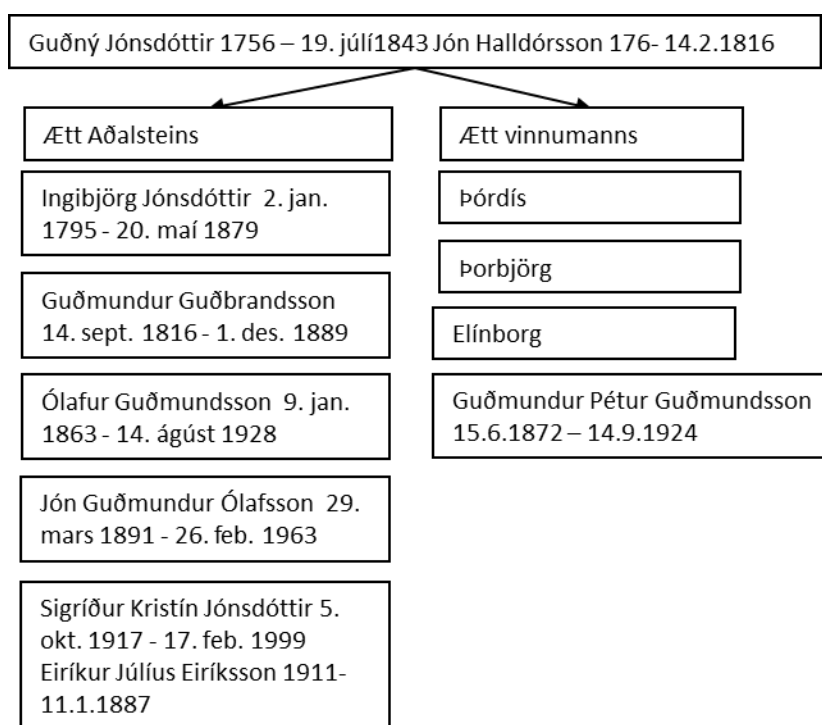 Guðný Jónsdóttir 1756 – 19. júlí1843 Jón Halldórsson 176- 14.2.1816
Ætt Aðalsteins
Ingibjörg Jónsdóttir 2. jan.
1795 - 20. maí 1879
Guðmundur Guðbrandsson
14. sept. 1816 - 1. des. 1889
Ólafur Guðmundsson 9. jan.
1863 - 14. ágúst 1928
Jón Guðmundur Ólafsson 29.
mars 1891 - 26. feb. 1963
Sigríður Kristín Jónsdóttir 5.
okt. 1917 - 17. feb. 1999
Eiríkur Júlíus Eiríksson 1911-
11.1.1887
Ætt vinnumanns
Þórdís
Þorbjörg
Elínborg
Guðmundur Pétur Guðmundsson
15.6.1872 – 14.9.1924